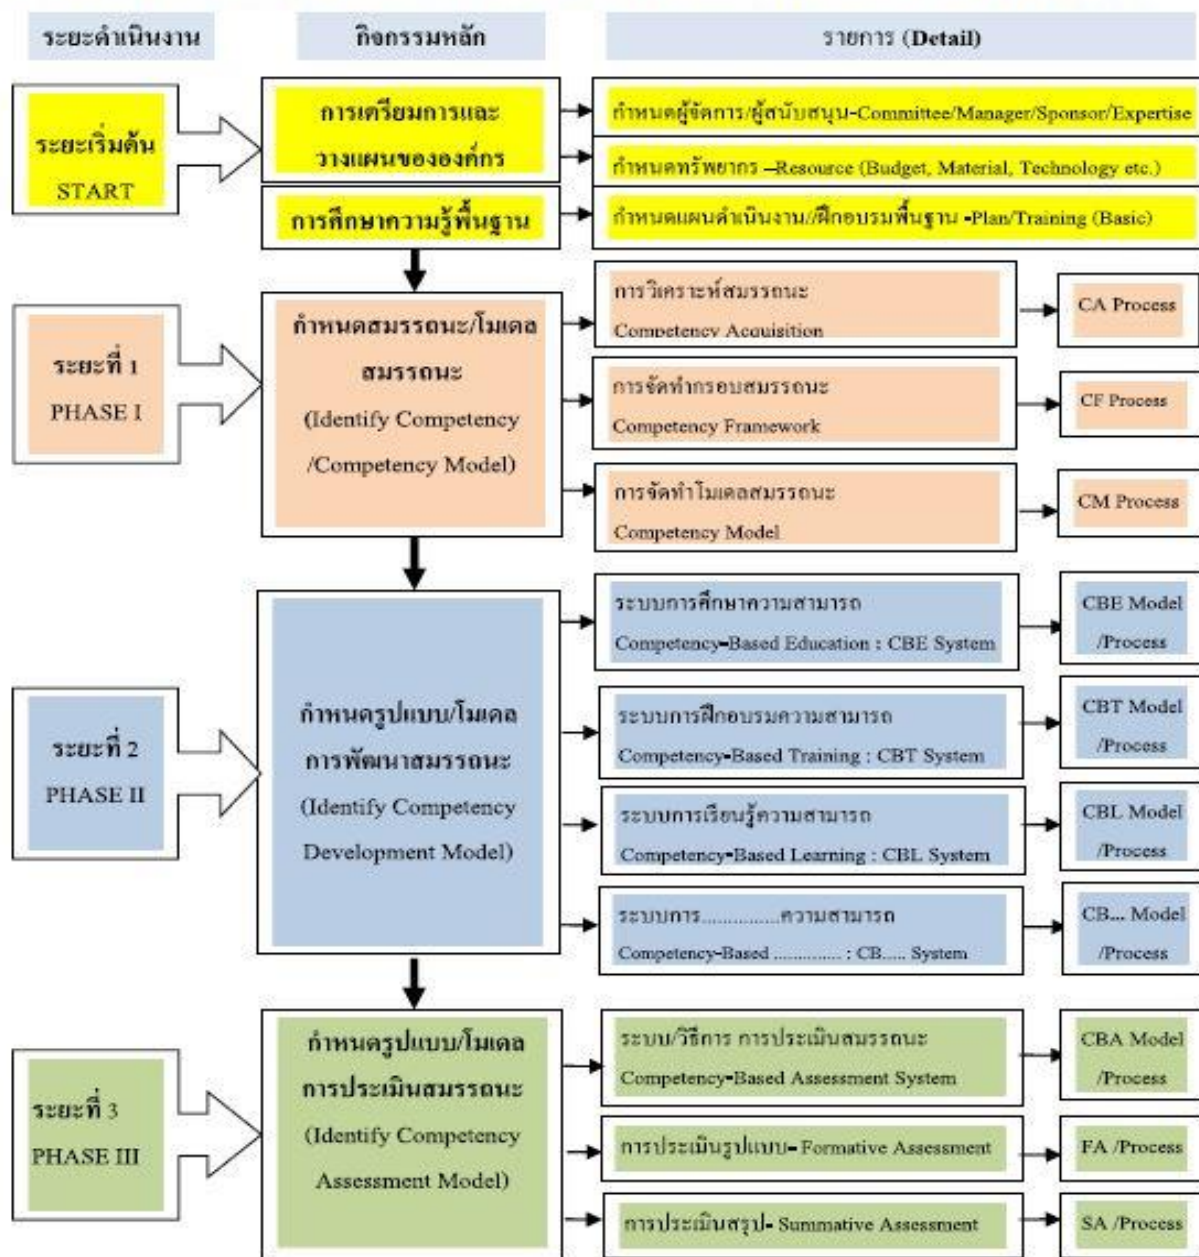 ระยะดำเนินงาน
กิจกรรมหลัก
รายการ (Detail)
ระยะเริ่มต้น
START
การเตรียมการและ
วางแผนขององค์กร
การศึกษาความรู้พื้นฐาน
กำหนดผู้จัดการ/ผู้สนับสนุน-Committee/Manager/Sponsor/Expertise
กำหนดทรัพยากร –Resource (Budget, Material, Technology etc.)
กำหนดแผนดำเนินงาน//ฝึกอบรมพื้นฐาน -Plan/Training (Basic)
ระยะที่ 1
PHASE I
กำหนดสมรรถนะ/โมเดล
สมรรถนะ
(Identify Competency
/Competency Model)
การวิเคราะห์สมรรถนะ
Competency Acquisition
CA Process
การจัดทำกรอบสมรรถนะ
Competency Framework
CF Process
การจัดทำโมเดลสมรรถนะ
Competency Model
CM Process
ระยะที่ 2
PHASE II
กำหนดรูปแบบ/โมเดล
การพัฒนาสมรรถนะ
(Identify Competency
Development Model)
ระบบการศึกษาความสามารถ
Competency-Based Education : CBE System
CBE Model
/Process
ระบบการฝึกอบรมความสามารถ
Competency-Based Training : CBT System
CBT Model
/Process
ระบบการเรียนรู้ความสามารถ
Competency-Based Learning : CBL System
CBL Model
/Process
ระบบการ...............ความสามารถ
Competency-Based .............. : CB..... System
CB... Model
/Process
ระยะที่ 3
PHASE III
กำหนดรูปแบบ/โมเดล
การประเมินสมรรถนะ
(Identify Competency
Assessment Model)
ระบบ/วิธีการ การประเมินสมรรถนะ
Competency-Based Assessment System
CBA Model
/Process
การประเมินรูปแบบ- Formative Assessment
FA /Process
การประเมินสรุป- Summative Assessment
SA /Process